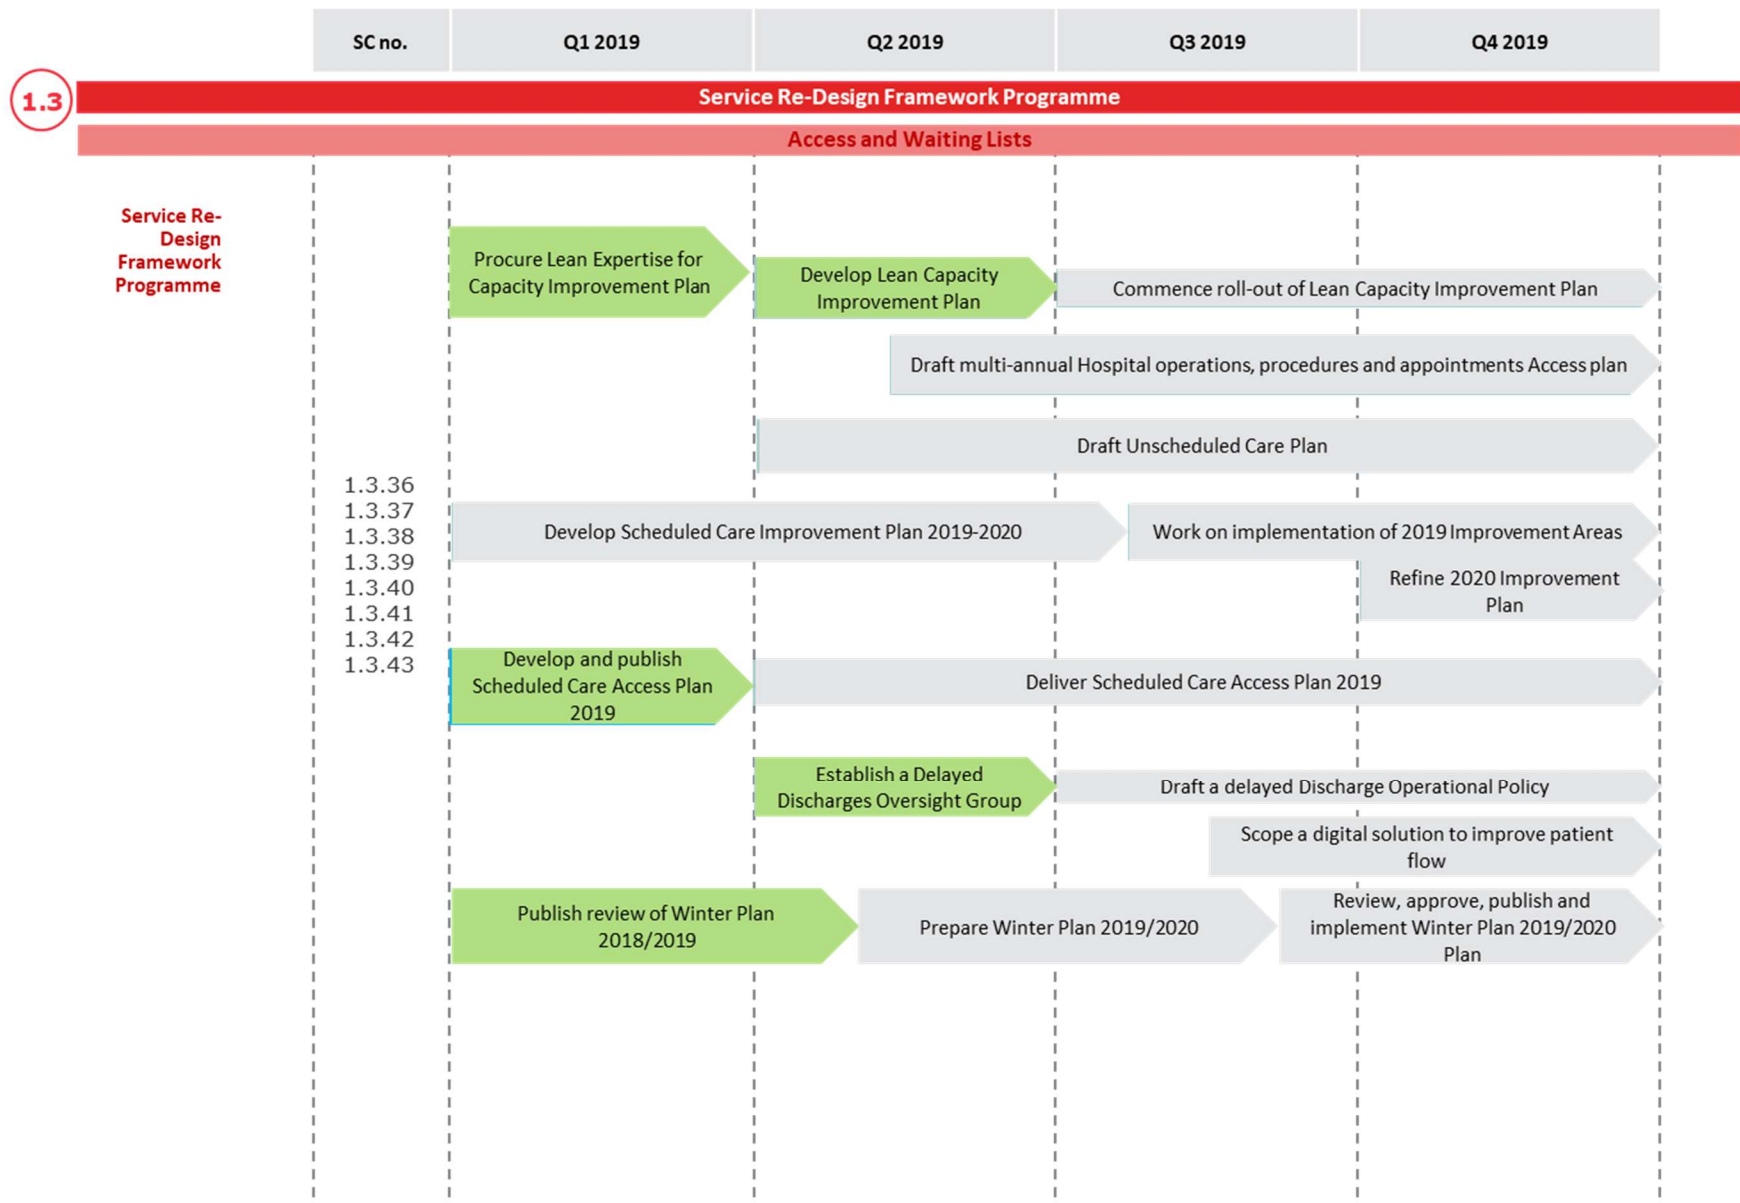 SC no.
Q1 2019
Q2 2019
Q3 2019
Q4 2019
1.3
Service Re-Design Framework Programme
Access and Waiting Lists
Service Re-
Design
Framework
Programme
Procure Lean Expertise for
Capacity Improvement Plan
Develop Lean Capacity
Improvement Plan
Commence roll-out of Lean Capacity Improvement Plan
Draft multi-annual Hospital operations, procedures and appointments Access plan
Draft Unscheduled Care Plan
1.3.36
1.3.37
1.3.38
1.3.39
1.3.40
1.3.41
1.3.42
1.3.43
Develop Scheduled Care Improvement Plan 2019-2020
Work on implementation of 2019 Improvement Areas
Refine 2020 Improvement
Plan
Develop and publish
Scheduled Care Access Plan
2019
Deliver Scheduled Care Access Plan 2019
Establish a Delayed
Discharges Oversight Group
Draft a delayed Discharge Operational Policy
Scope a digital solution to improve patient
flow
Publish review of Winter Plan
2018/2019
Prepare Winter Plan 2019/2020
Review, approve, publish and
implement Winter Plan 2019/2020
Plan